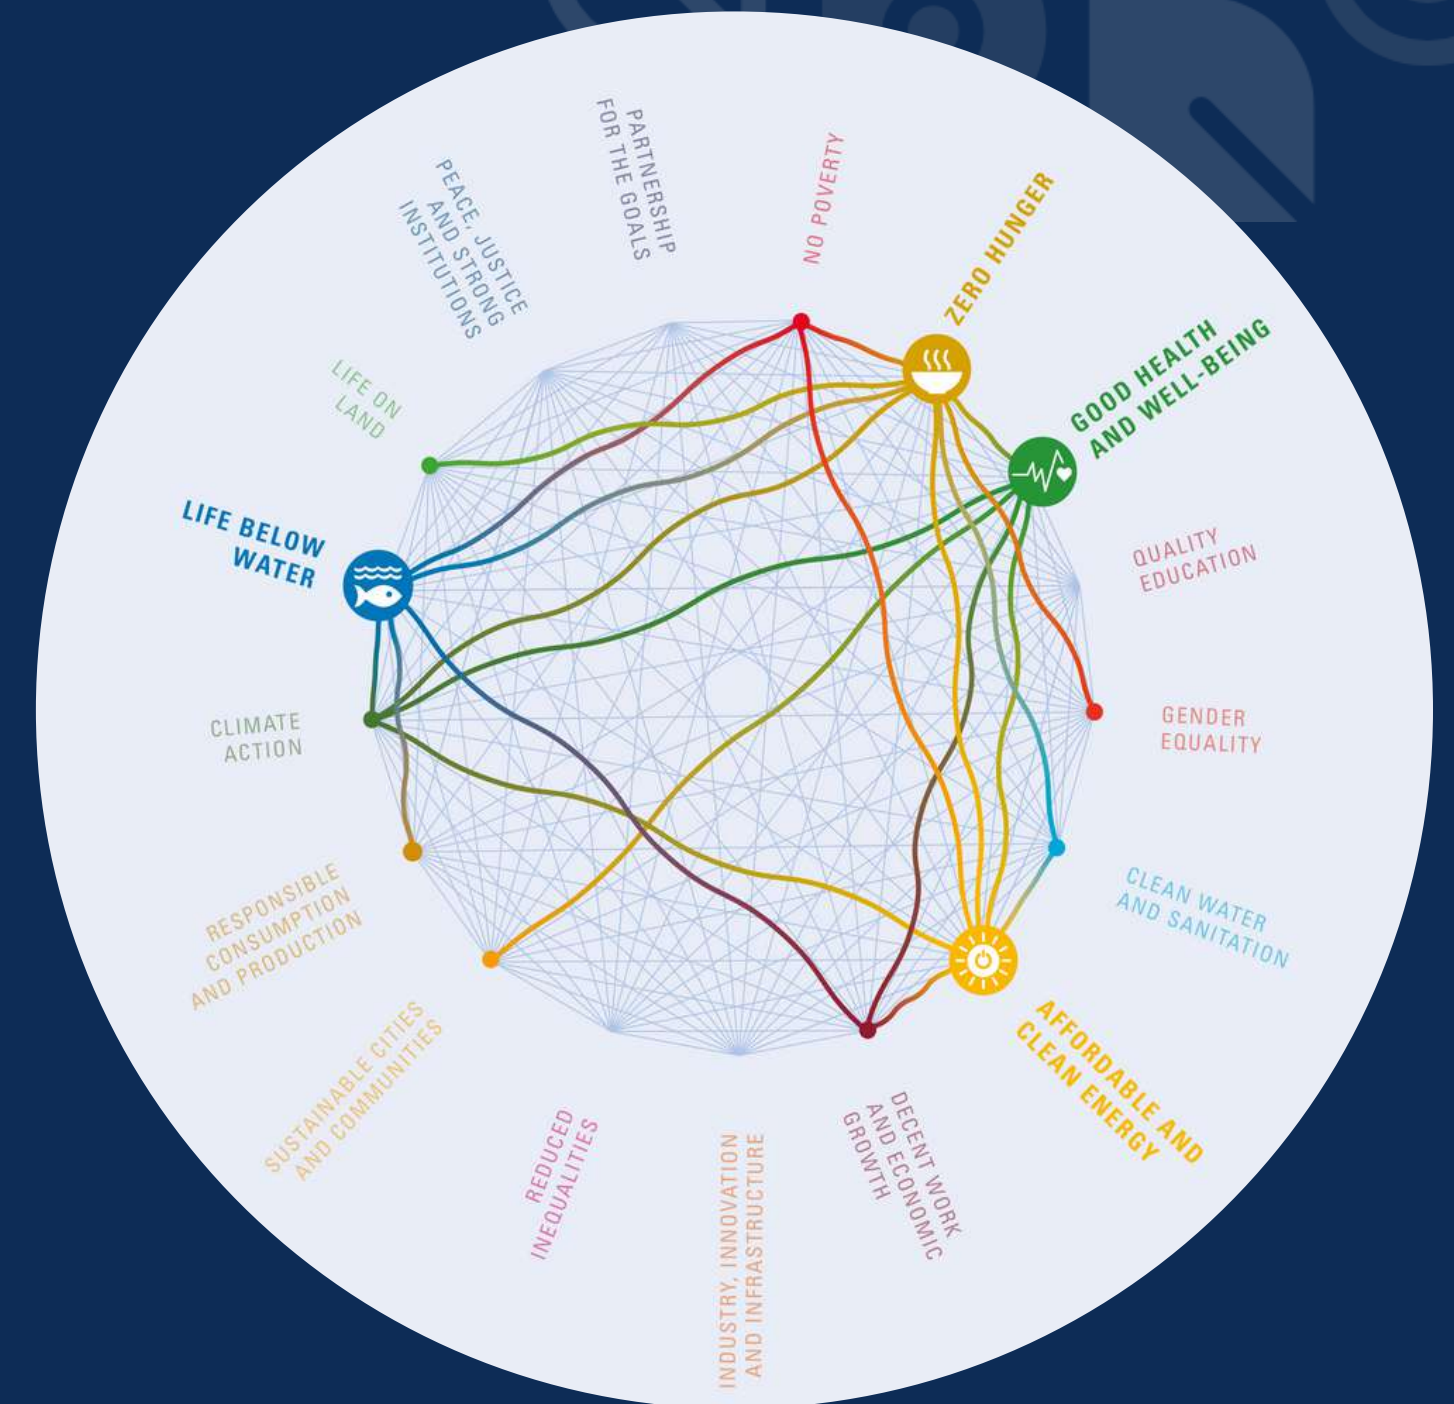 PARTNERSHIP
FOR THE GOALS
NO POVERTY
ZERO HUNGER
GOOD HEALTH
AND WELL-BEING
QUALITY
EDUCATION
GENDER
EQUALITY
CLEAN WATER
AND SANITATION
AFFORDABLE AND
CLEAN ENERGY
DECENT WORK
AND ECONOMIC
GROWTH
INDUSTRY, INNOVATION
AND INFRASTRUCTURE
REDUCED
INEQUALITIES
SUSTAINABLE CITIES
AND COMMUNITIES
RESPONSIBLE
CONSUMPTION
AND PRODUCTION
CLIMATE
ACTION
LIFE BELOW
WATER
LIFE ON
LAND
PEACE, JUSTICE
AND STRONG
INSTITUTIONS